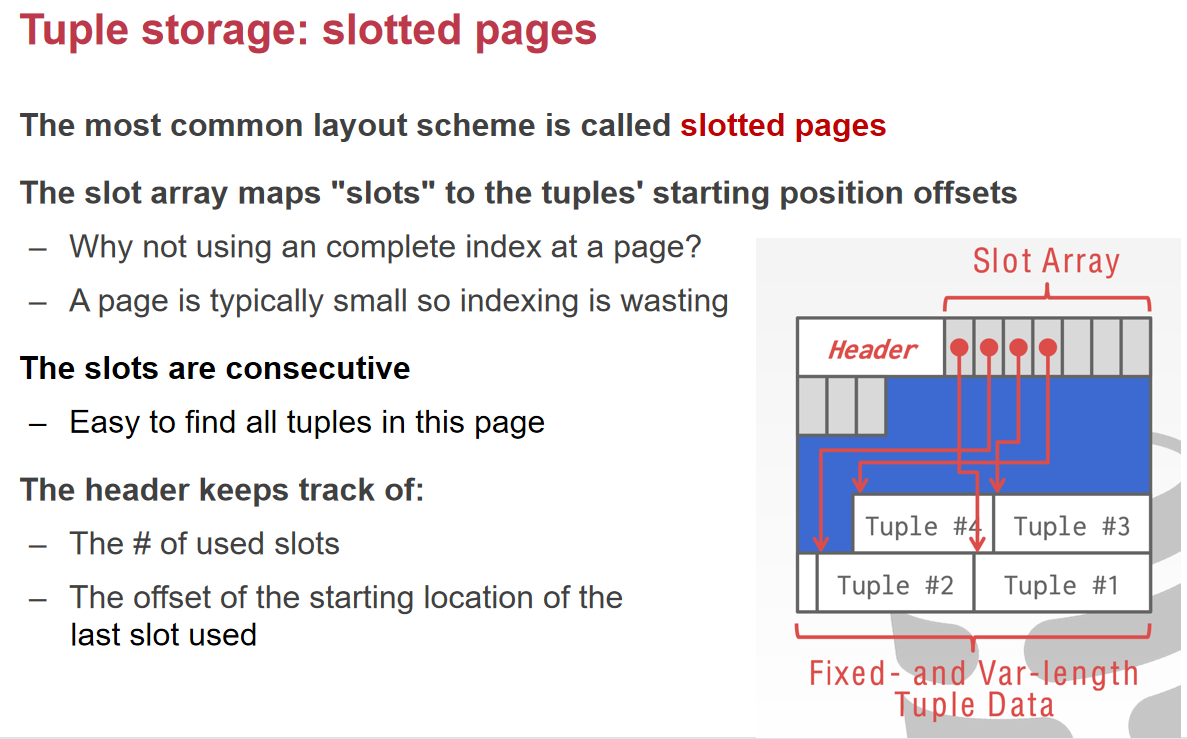 Tuple storage: slotted pages
The most common layout scheme is called slotted pages
The slot array maps "slots" to the tuples' starting position offsets
– Why not using an complete index at a page?
– A page is typically small so indexing is wasting
The slots are consecutive
– Easy to find all tuples in this page
The header keeps track of:
– The # of used slots
– The offset of the starting location of the
last slot used
Slot Array
Header
Tuple #4 Tuple #3
Tuple #2 Tuple #1
Fixed- and Var-length
Tuple Data